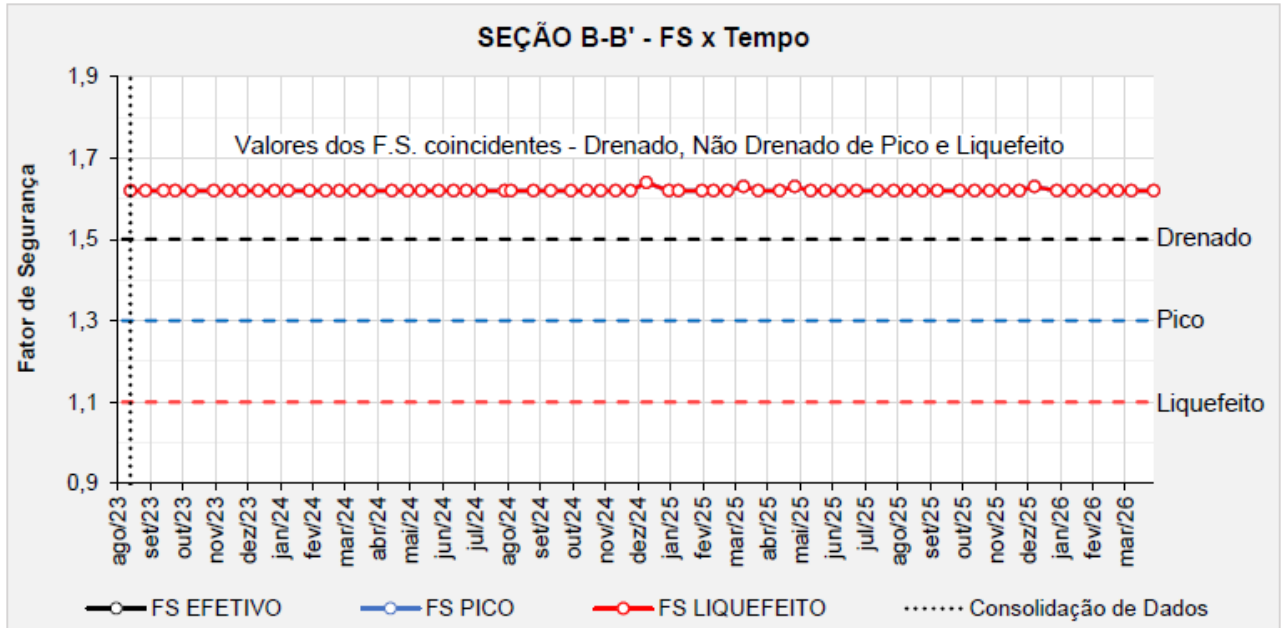 SEÇÃO B-B' - FS x Tempo
Fator de Segurança
1,9
1,7
1,5
1,3
1,1
0,9
Valores dos F.S. coincidentes - Drenado, Não Drenado de Pico e Liquefeito
Drenado
Pico
Liquefeito
ago/23
set/23
out/23
nov/23
dez/23
jan/24
fev/24
mar/24
abr/24
mai/24
jun/24
jul/24
ago/24
set/24
out/24
nov/24
dez/24
jan/25
fev/25
mar/25
abr/25
mai/25
jun/25
jul/25
ago/25
set/25
out/25
nov/25
dez/25
jan/26
fev/26
mar/26
FS EFETIVO
FS PICO
FS LIQUEFEITO
Consolidação de Dados